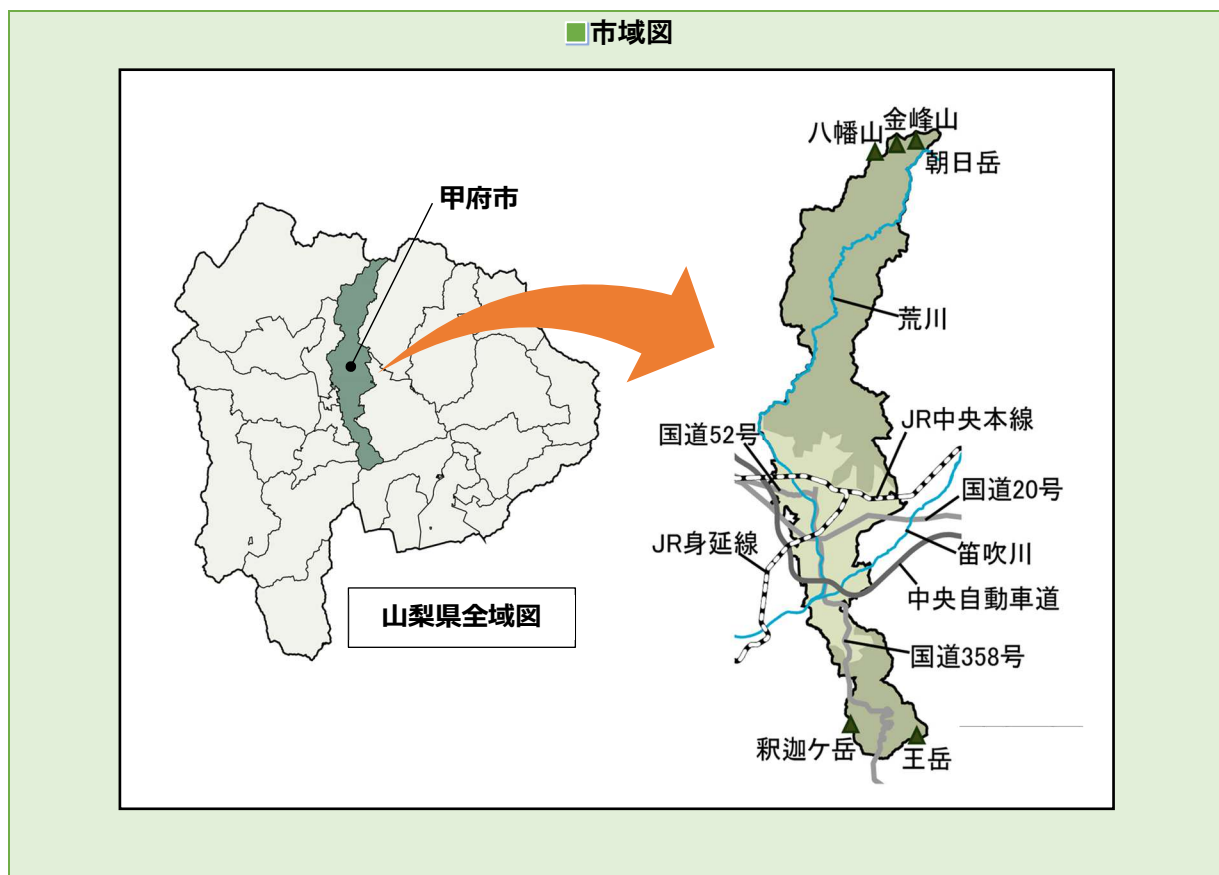 ■市域図
甲府市
山梨県全域図
八幡山
金峰山
朝日岳
荒川
国道52号
JR中央本線
国道20号
JR身延線
笛吹川
中央自動車道
国道358号
釈迦ケ岳
王岳